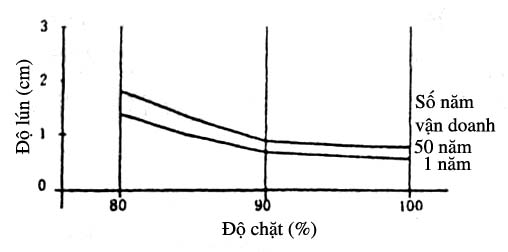 3
2
1
0
Độ lún (cm)
80
90
100
Độ chặt (%)
Số năm
vận doanh
50 năm
1 năm